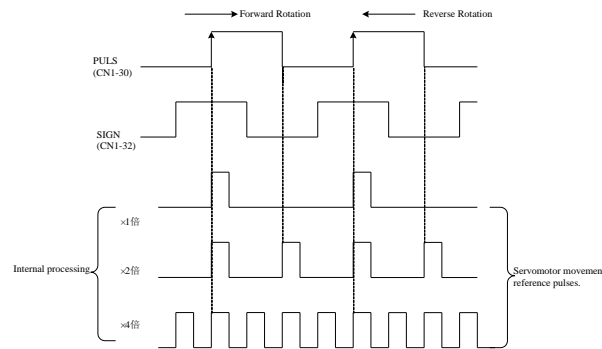 Forward Rotation
Reverse Rotation
PULS
(CN1-30)
SIGN
(CN1-32)
×1倍
Internal processing
×2倍
Servomotor movemen
reference pulses.
×4倍